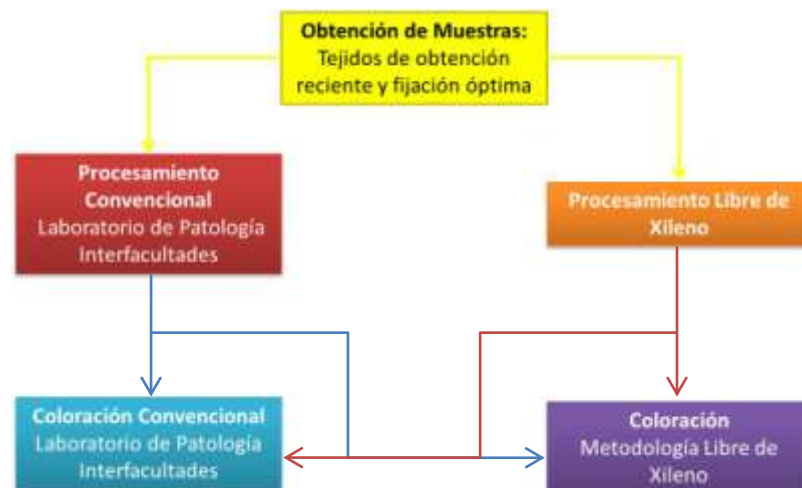 Obtención de Muestras:
Tejidos de obtención
reciente y fijación óptima
Procesamiento
Convencional
Laboratorio de Patología
Interfacultades
Procesamiento Libre de
Xileno
Coloración Convencional
Laboratorio de Patología
Interfacultades
Coloración
Metodología Libre de
Xileno